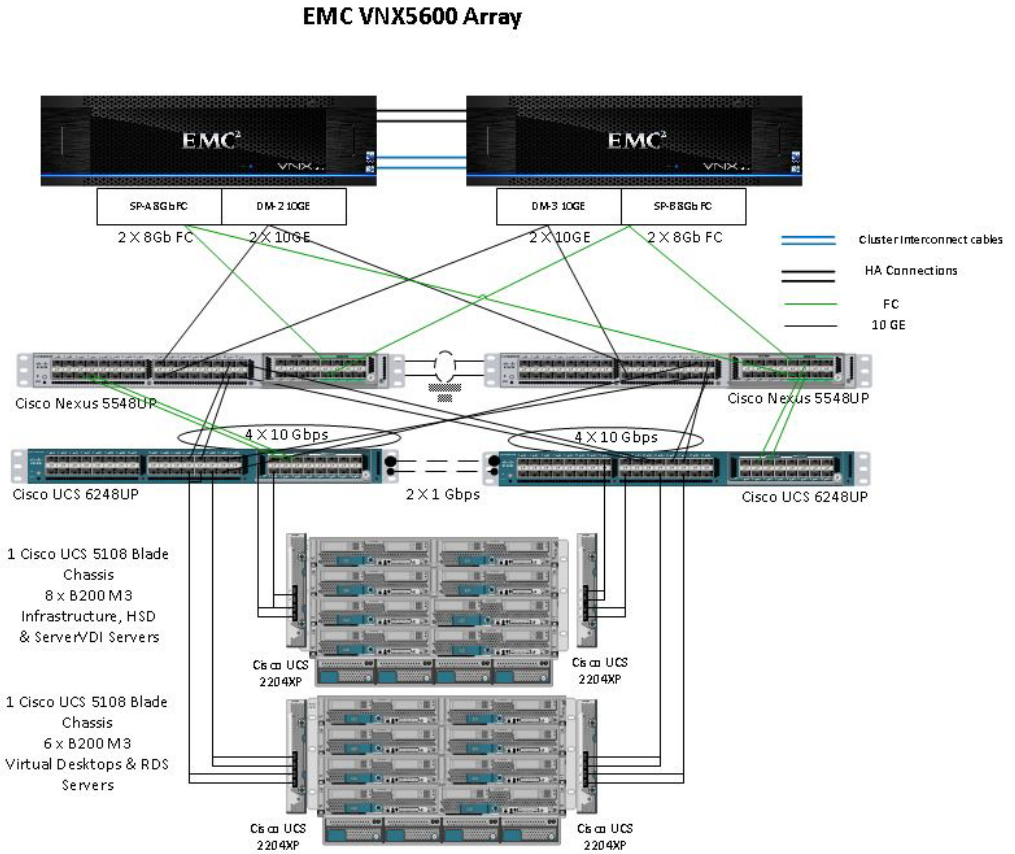 EMC VNX5600 Array
EMC²
VNX
EMC²
VNX
SP-A 8Gb FC
DM-2 10GE
DM-3 10GE
SP-B 8Gb FC
2 X 8Gb FC
2 X 10GE
2 X 10GE
2 X 8Gb FC
Cluster Interconnect cables
HA Connections
FC
10 GE
Cisco Nexus 5548UP
Cisco Nexus 5548UP
4 X 10 Gbps
4 X 10 Gbps
Cisco UCS 6248UP
2 X 1 Gbps
Cisco UCS 6248UP
1 Cisco UCS 5108 Blade
Chassis
8 x B200 M3
Infrastructure, HSD
& ServerVDI Servers
Cisco UCS
2204XP
Cisco UCS
2204XP
1 Cisco UCS 5108 Blade
Chassis
6 x B200 M3
Virtual Desktops & RDS
Servers
Cisco UCS
2204XP
Cisco UCS
2204XP